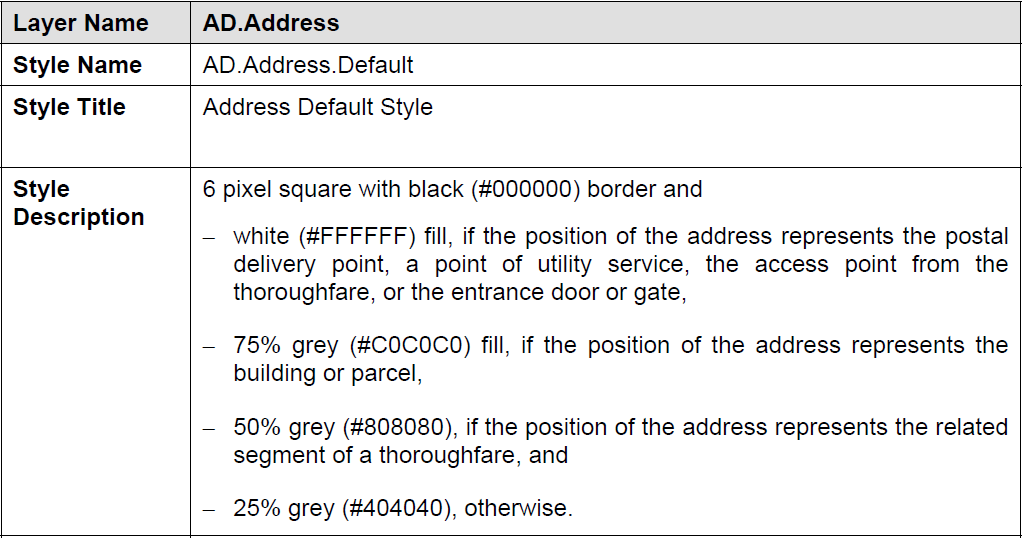 Layer Name AD.Address
Style Name AD.Address.Default
Style Title Address Default Style
Style Description
6 pixel square with black (#000000) border and
– white (#FFFFFF) fill, if the position of the address represents the postal
delivery point, a point of utility service, the access point from the
thoroughfare, or the entrance door or gate,
– 75% grey (#C0C0C0) fill, if the position of the address represents the
building or parcel,
– 50% grey (#808080), if the position of the address represents the related
segment of a thoroughfare, and
– 25% grey (#404040), otherwise.